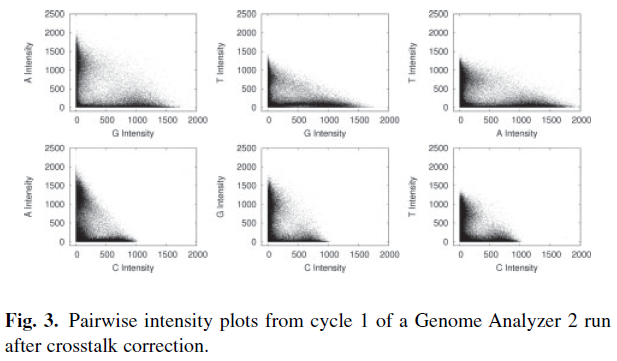 2500 2500 2500
2000 2000 2000
1500 1500 1500
1000 1000 1000
500 500 500
0 0 0
A Intensity T Intensity T Intensity
0 500 1000 1500 2000 0 500 1000 1500 2000 0 500 1000 1500 2000
G Intensity G Intensity A Intensity
2500 2500 2500
2000 2000 2000
1500 1500 1500
1000 1000 1000
500 500 500
0 0 0
A Intensity G Intensity T Intensity
0 500 1000 1500 2000 0 500 1000 1500 2000 0 500 1000 1500 2000
C Intensity C Intensity C Intensity
Fig. 3. Pairwise intensity plots from cycle 1 of a Genome Analyzer 2 run
after crosstalk correction.